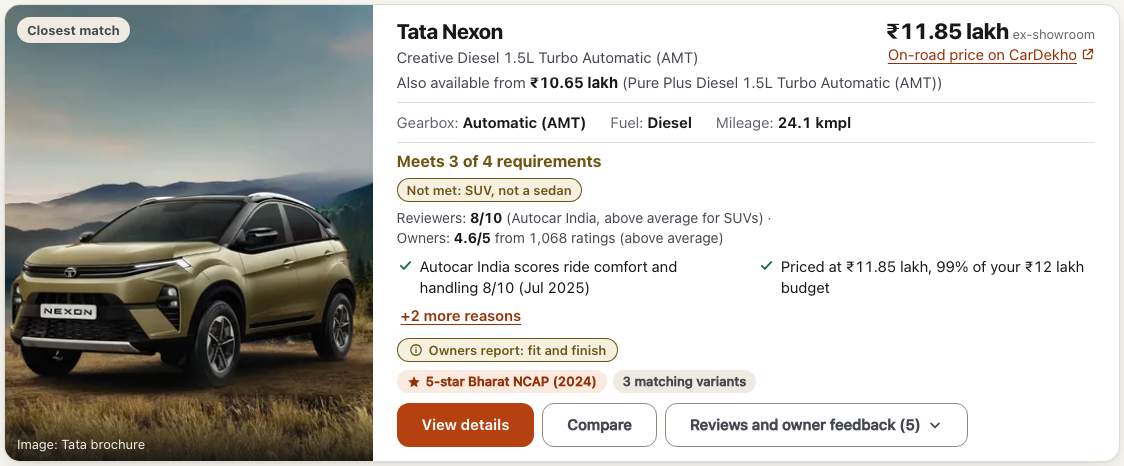 Closest match
Tata Nexon
₹11.85 lakh ex-showroom
Creative Diesel 1.5L Turbo Automatic (AMT)
On-road price on CarDekho
Also available from ₹10.65 lakh (Pure Plus Diesel 1.5L Turbo Automatic (AMT))
Gearbox: Automatic (AMT) Fuel: Diesel Mileage: 24.1 kmpl
Meets 3 of 4 requirements
Not met: SUV, not a sedan
Reviewers: 8/10 (Autocar India, above average for SUVs) ·
Owners: 4.6/5 from 1,068 ratings (above average)
Autocar India scores ride comfort and
handling 8/10 (Jul 2025)
Priced at ₹11.85 lakh, 99% of your ₹12 lakh
budget
+2 more reasons
Owners report: fit and finish
5-star Bharat NCAP (2024) 3 matching variants
View details Compare Reviews and owner feedback (5)
NEXON
Image: Tata brochure